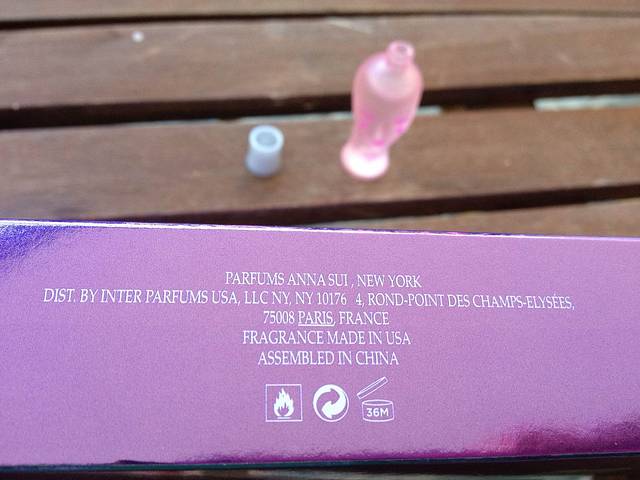 PARFUMS ANNA SUI , NEW YORK
DIST. BY INTER PARFUMS USA, LLC NY, NY 10176 4, ROND-POINT DES CHAMPS-ELYSÉES,
75008 PARIS, FRANCE
FRAGRANCE MADE IN USA
ASSEMBLED IN CHINA
36M